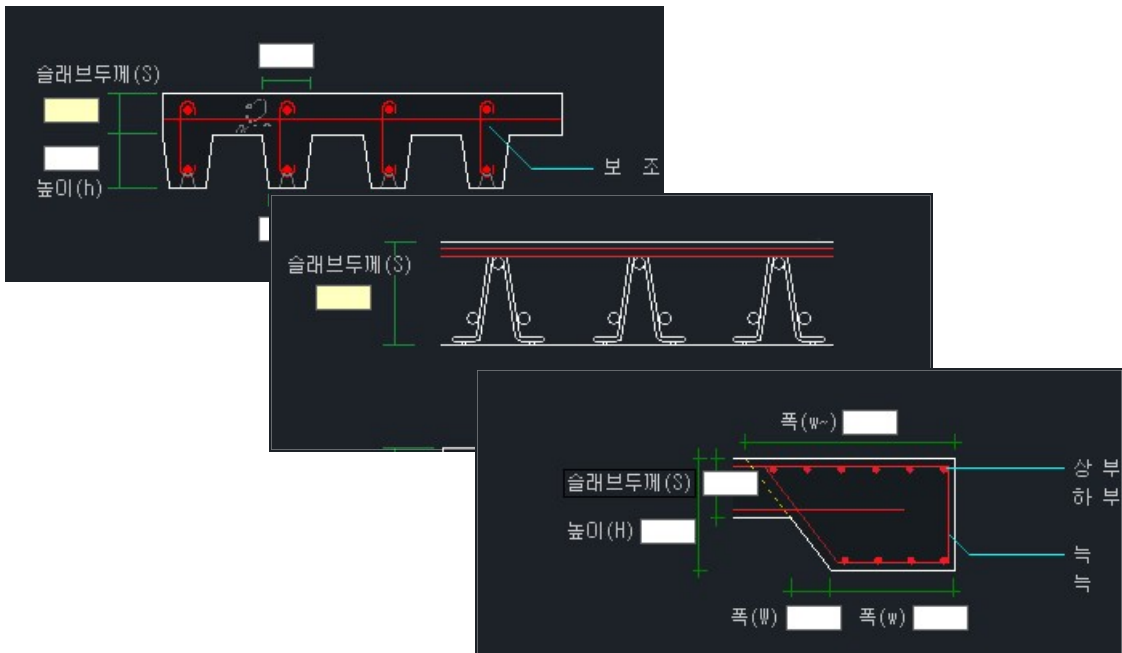 슬래브두께(S)
높이(h)
보 조
슬래브두께(S)
폭(w~)
슬래브두께(S)
높이(H)
상 부
하 부
늑
늑
폭(W)
폭(w)